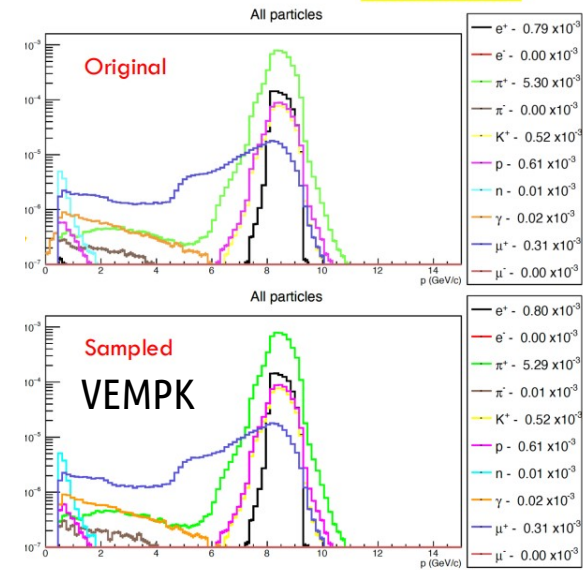 All particles
Original
10⁻³
10⁻⁴
10⁻⁵
10⁻⁶
10⁻⁷
0 2 4 6 8 10 12 14
p (GeV/c)
e⁺ - 0.79 x10⁻³
e⁻ - 0.00 x10⁻³
π⁺ - 5.30 x10⁻³
π⁻ - 0.00 x10⁻³
K⁺ - 0.52 x10⁻³
p - 0.61 x10⁻³
n - 0.01 x10⁻³
γ - 0.02 x10⁻³
μ⁺ - 0.31 x10⁻³
μ⁻ - 0.00 x10⁻³
All particles
Sampled
VEMPK
10⁻³
10⁻⁴
10⁻⁵
10⁻⁶
10⁻⁷
0 2 4 6 8 10 12 14
p (GeV/c)
e⁺ - 0.80 x10⁻³
e⁻ - 0.00 x10⁻³
π⁺ - 5.29 x10⁻³
π⁻ - 0.01 x10⁻³
K⁺ - 0.52 x10⁻³
p - 0.61 x10⁻³
n - 0.01 x10⁻³
γ - 0.02 x10⁻³
μ⁺ - 0.31 x10⁻³
μ⁻ - 0.00 x10⁻³